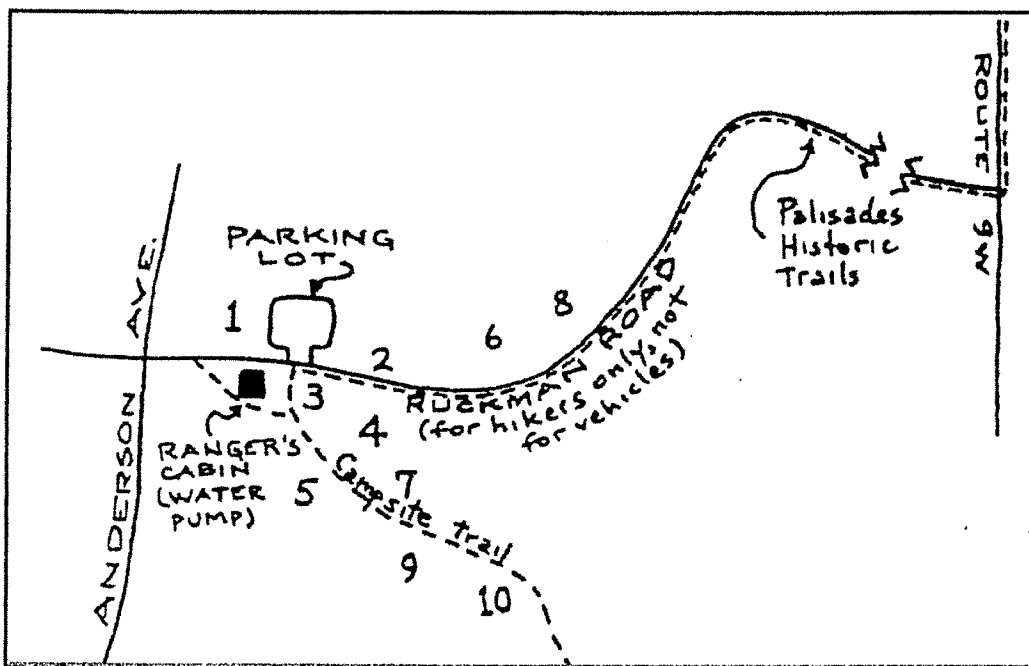 ROUTE 9W
Palisades
Historic
Trails
ANDERSON AVE.
PARKING
LOT
1
8
6
2
3
4
RUCKMAN ROAD
(for hikers only, not
for vehicles)
RANGER'S
CABIN
(WATER
PUMP)
5
7
Campsite trail
9
10